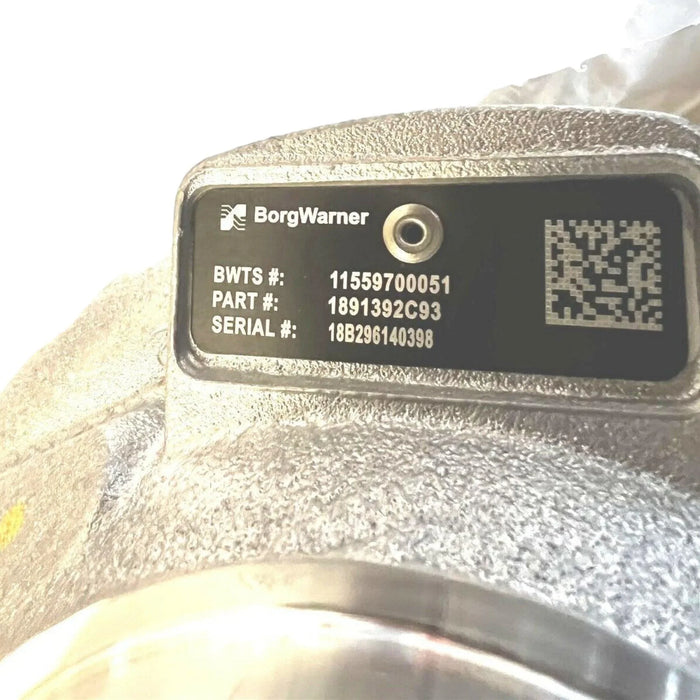 BorgWarner
BWTS #: 11559700051
PART #: 1891392C93
SERIAL #: 18B296140398